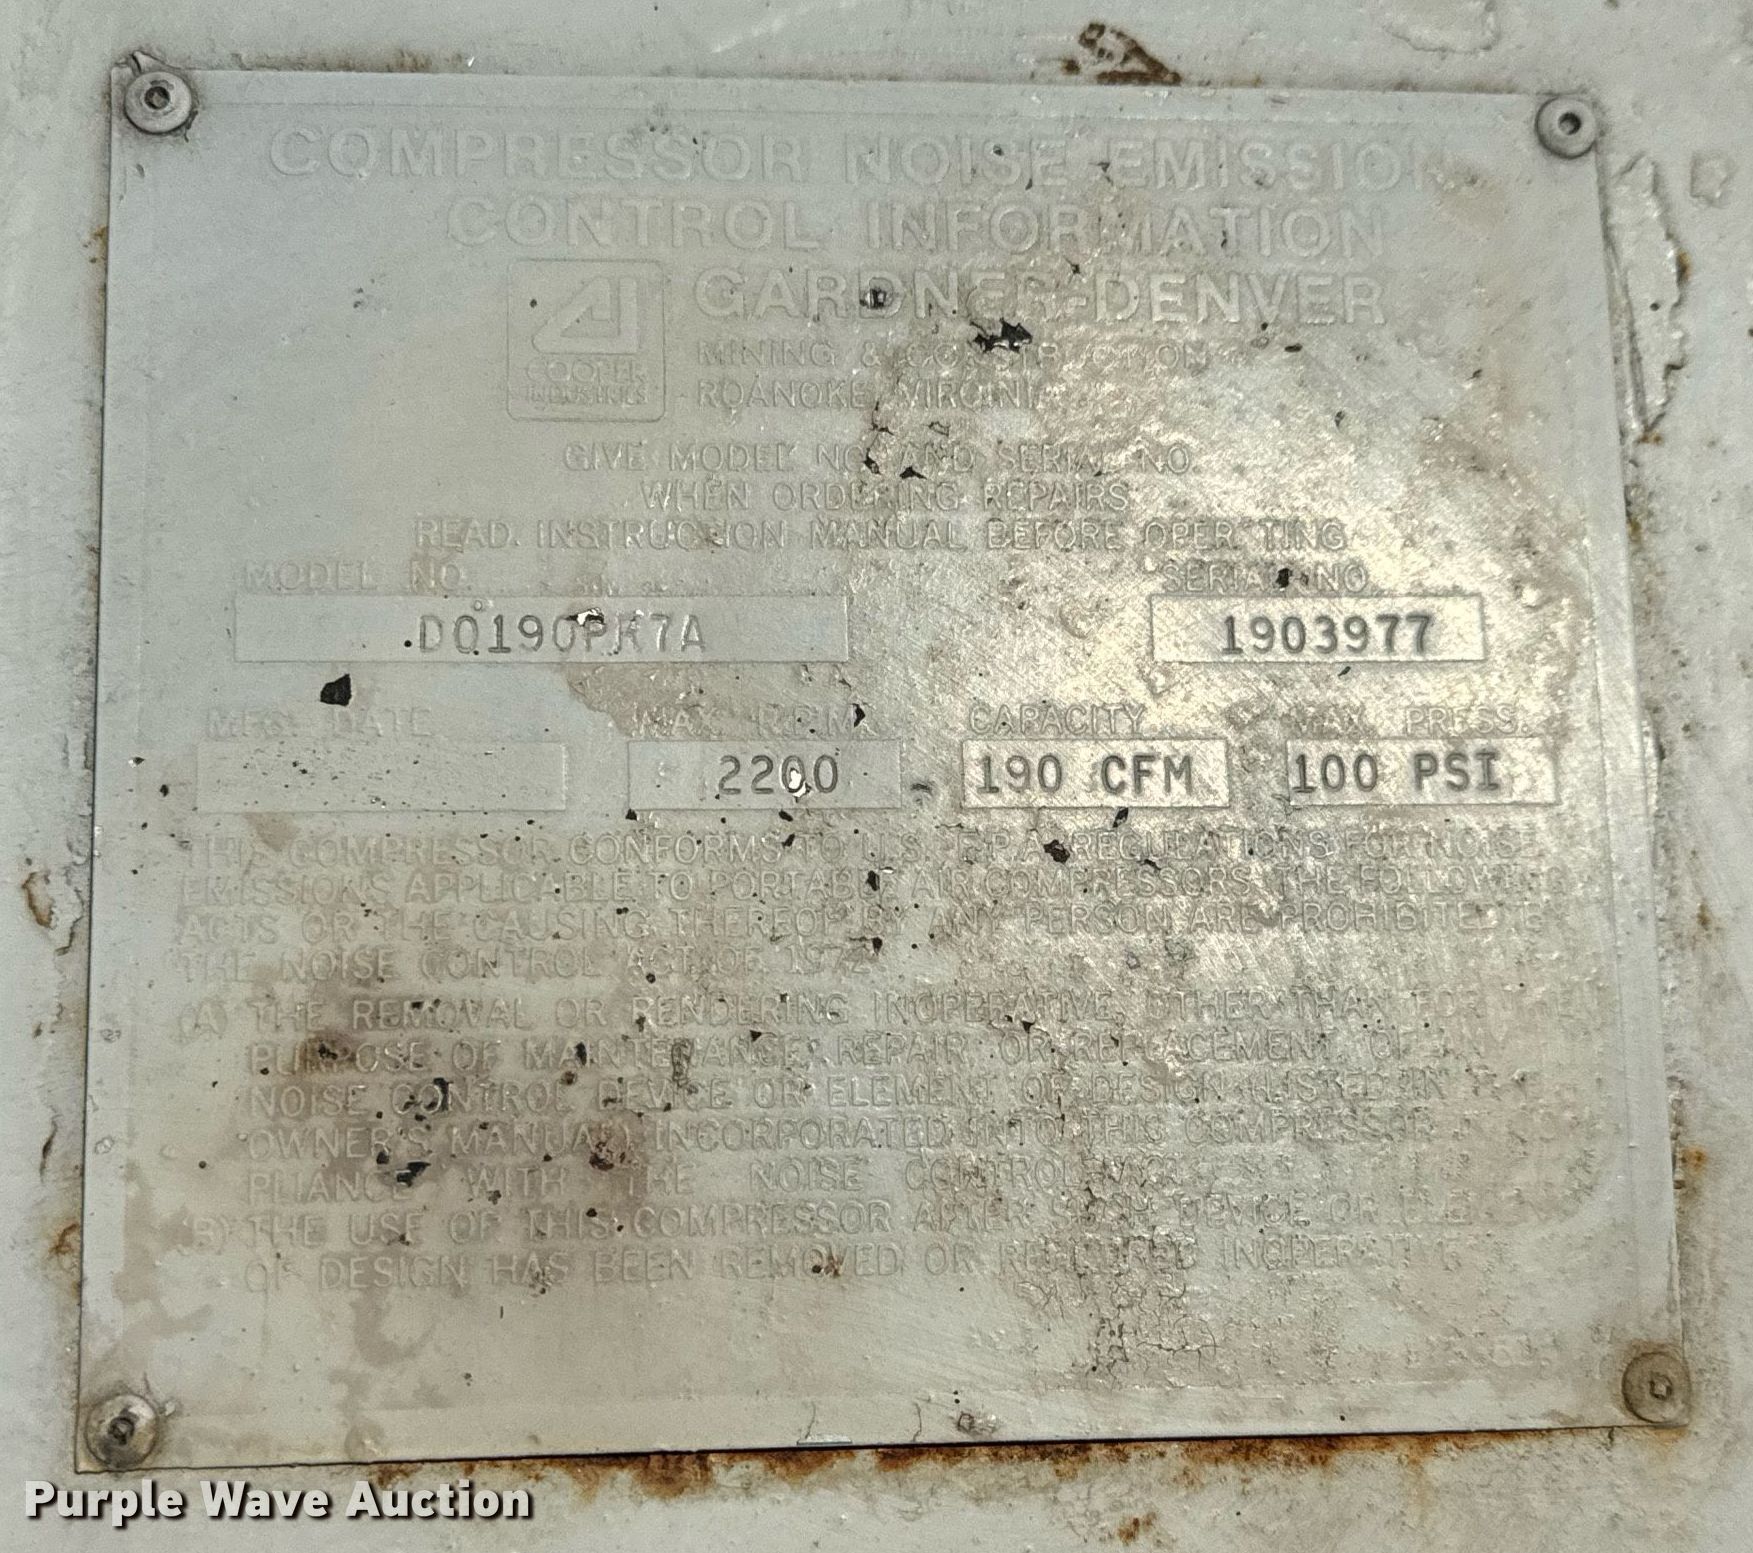 COMPRESSOR NOISE EMISSION
CONTROL INFORMATION
GARDNER-DENVER
MINING & CONSTRUCTION
COOPER
INDUSTRIES
ROANOKE, VIRGINIA
GIVE MODEL NO. AND SERIAL NO.
WHEN ORDERING REPAIRS
READ INSTRUCTION MANUAL BEFORE OPERATING
MODEL NO. SERIAL NO.
1903977
MFG. DATE MAX. R.P.M. CAPACITY MAX. PRESS.
2200 190 CFM 100 PSI
THIS COMPRESSOR CONFORMS TO U.S. E.P.A. REGULATIONS FOR NOISE
EMISSIONS APPLICABLE TO PORTABLE AIR COMPRESSORS. THE FOLLOWING
ACTS OR THE CAUSING THEREOF BY ANY PERSON ARE PROHIBITED BY
THE NOISE CONTROL ACT OF 1972
(A) THE REMOVAL OR RENDERING INOPERATIVE, OTHER THAN FOR THE
PURPOSE OF MAINTENANCE, REPAIR, OR REPLACEMENT, OF
NOISE CONTROL DEVICE OR ELEMENT OF DESIGN (LISTED IN
OWNER'S MANUAL) INCORPORATED INTO THIS COMPRESSOR
PLIANCE WITH THE NOISE CONTROL ACT
(B) THE USE OF THIS COMPRESSOR AFTER SUCH DEVICE OR
OF DESIGN HAS BEEN REMOVED OR RENDERED INOPERATIVE
Purple Wave Auction